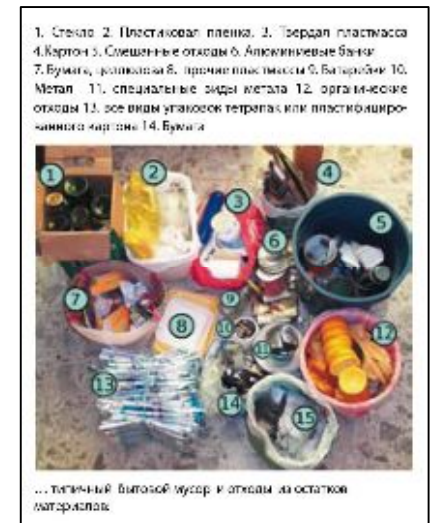 1. Стекло 2. Пластиковая пленка, 3. Твердая пластмасса
4.Картон 5. Смешанные отходы 6. Алюминиевые банки
7. Бумага, целлюлоза 8. прочие пластмассы 9. Батарейки 10.
Метал 11. специальные виды метала 12. органические
отходы 13. все виды упаковок тетрапак или пластифициро-
ванного картона 14. Бумага
1
2
3
4
5
6
7
8
9
10
11
12
13
14
15
... типичный бытовой мусор и отходы из остатков
материалов: